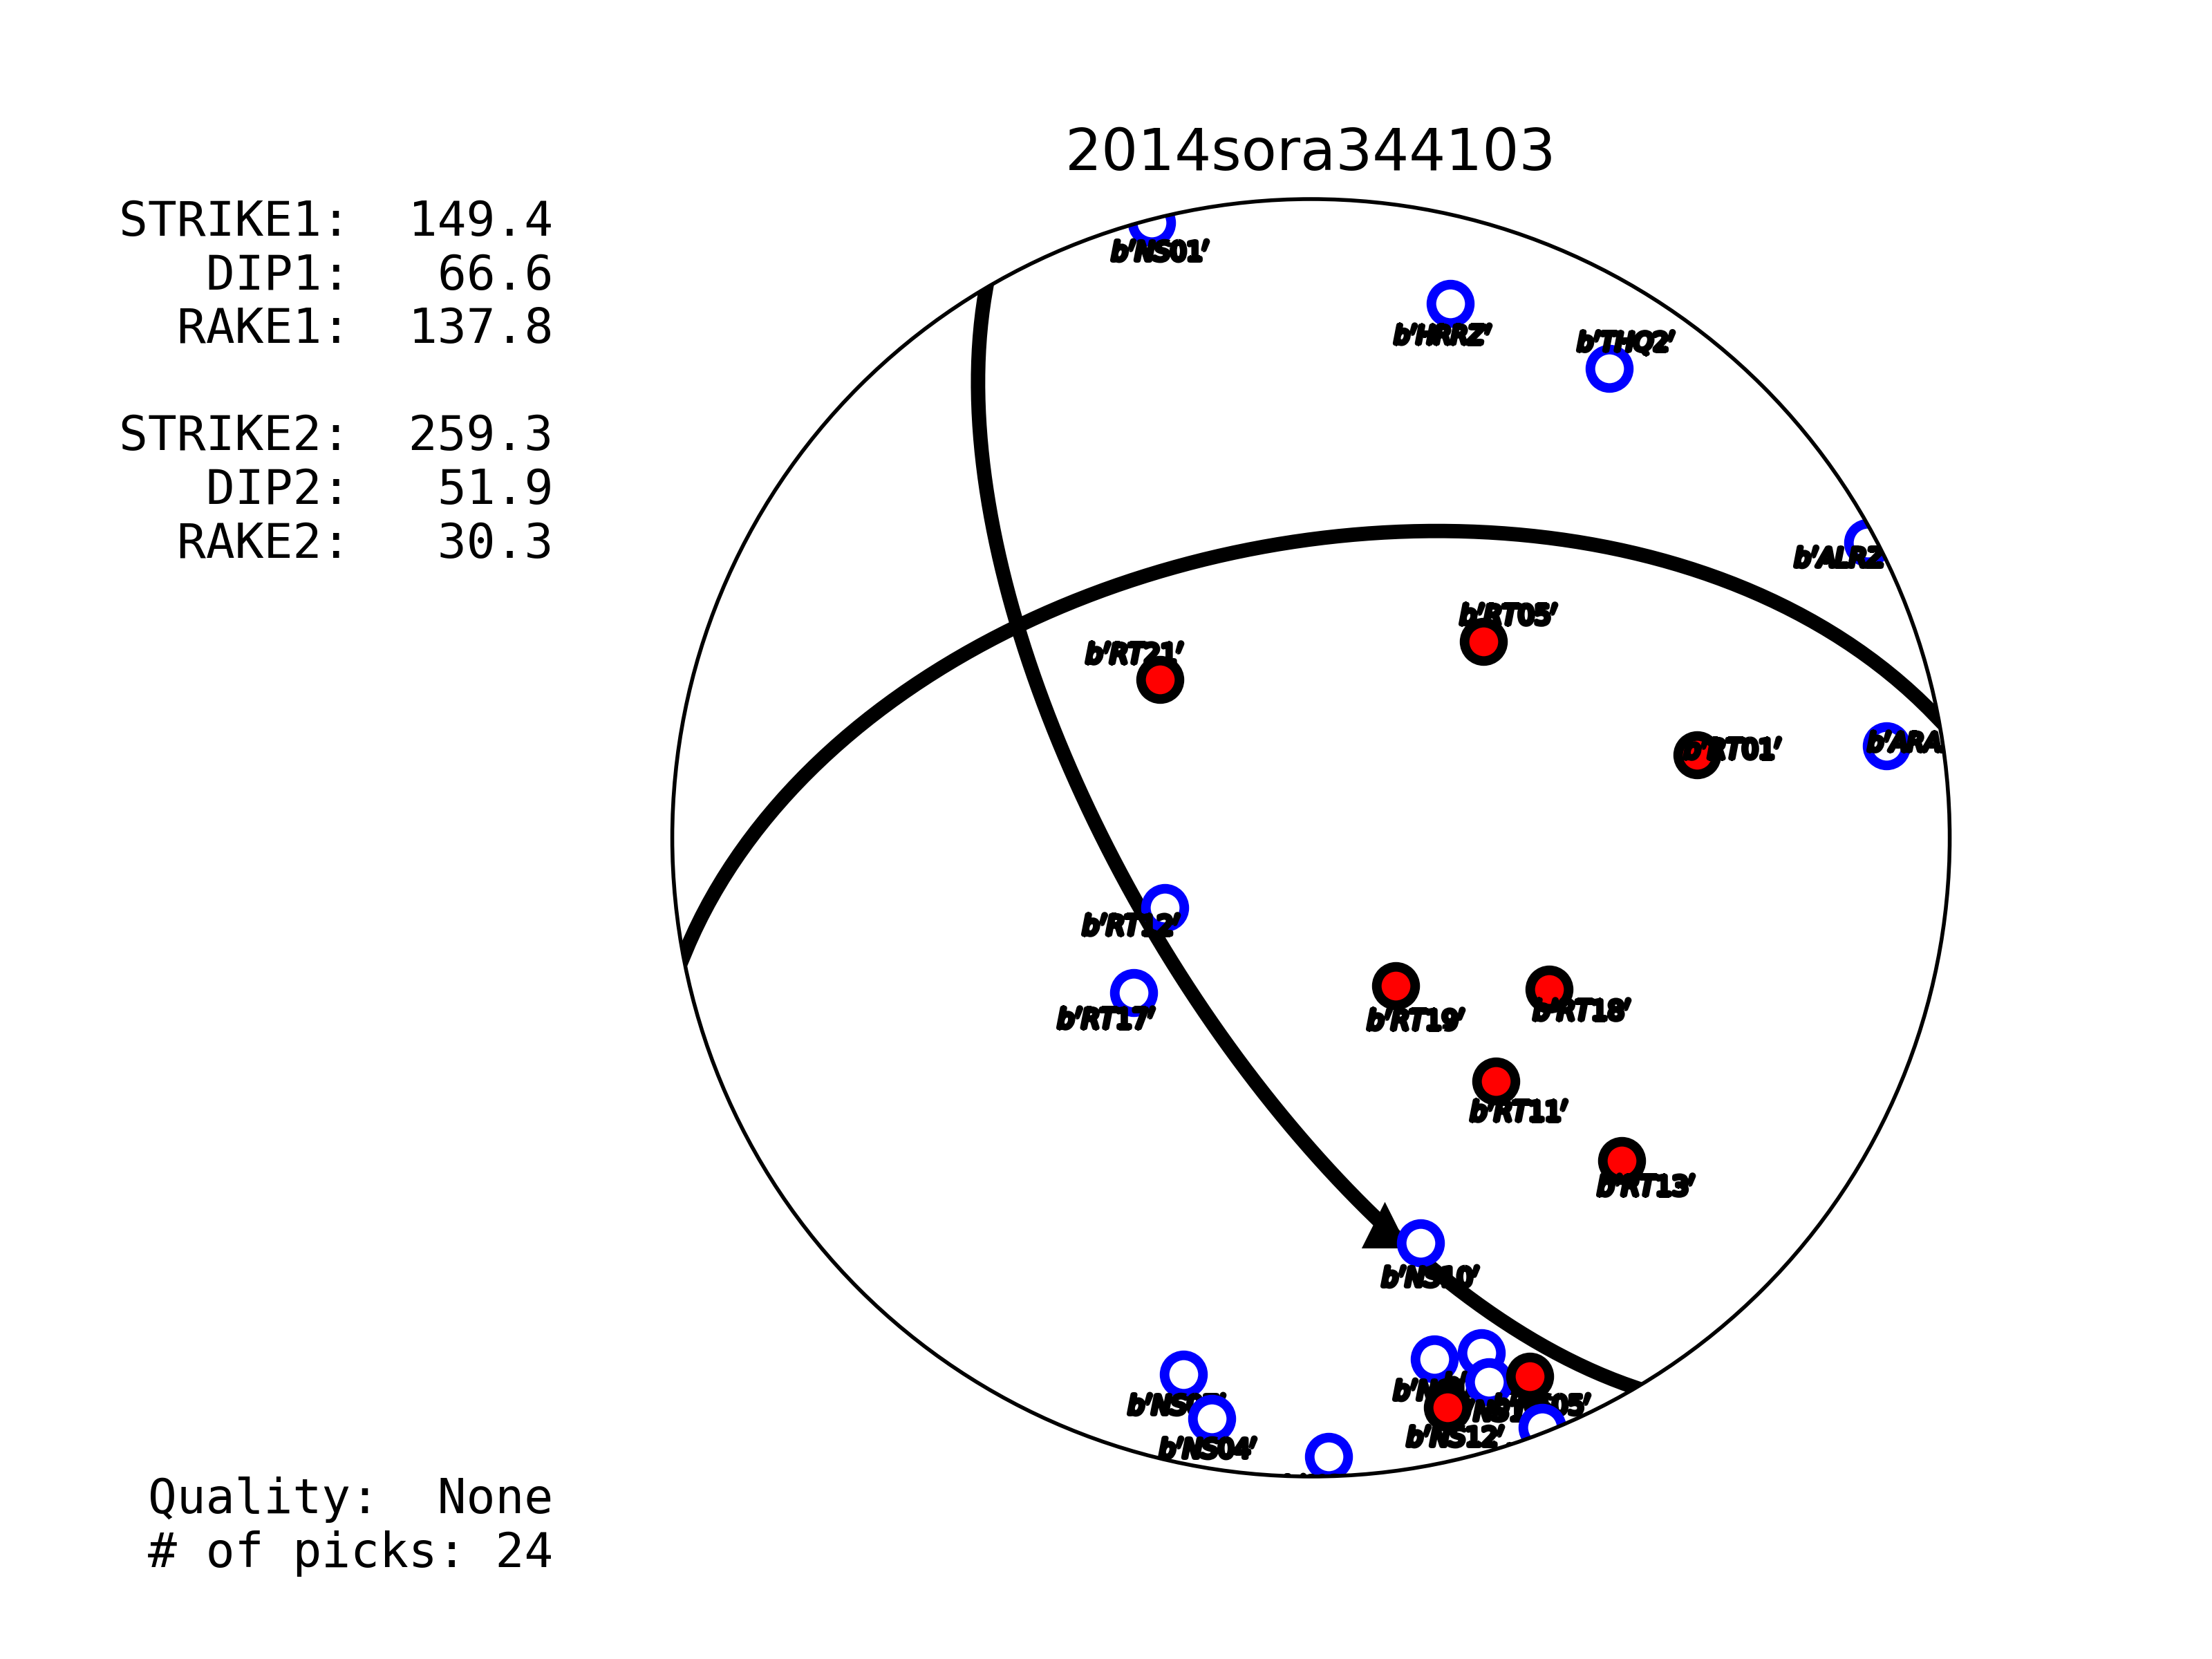 2014sora344103
STRIKE1: 149.4
DIP1: 66.6
RAKE1: 137.8
STRIKE2: 259.3
DIP2: 51.9
RAKE2: 30.3
b'NS01'
b'HRRZ'
b'THQ2'
b'ALRZ
b'RT05'
b'RT21'
b'RT01'
b'ARA
b'RT12'
b'RT17'
b'RT19'
b'RT18'
b'RT11'
b'RT13'
b'NS10'
b'NS12'
b'NS04'
Quality: None
# of picks: 24